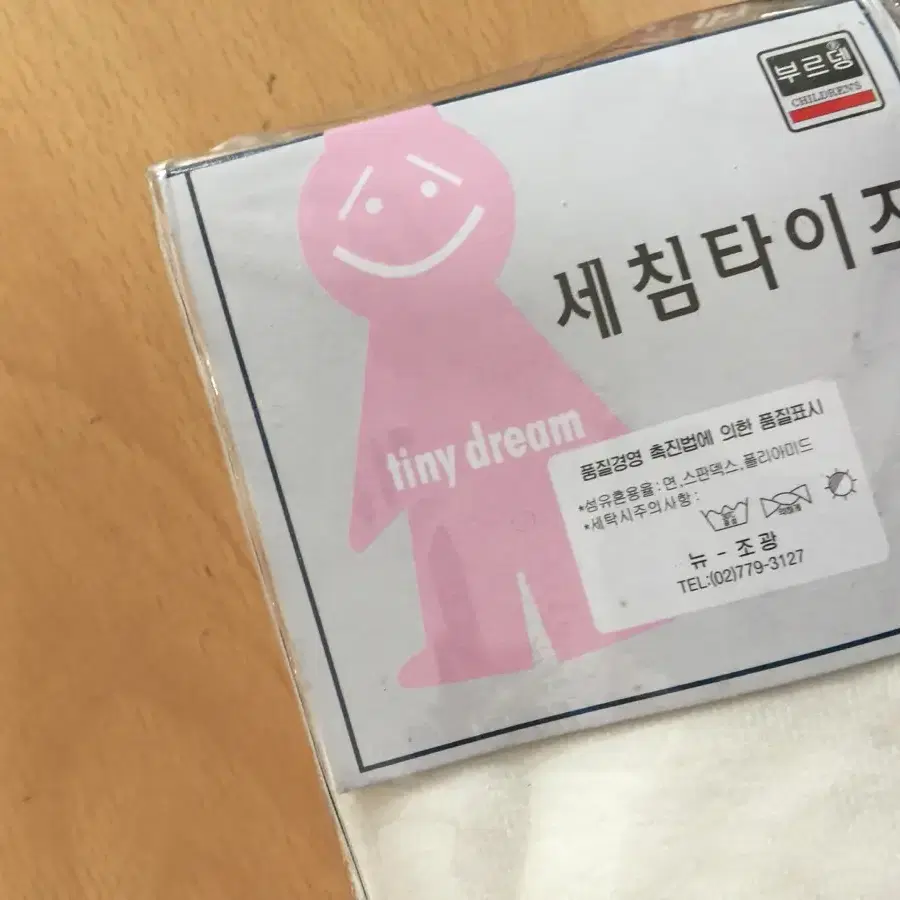 부르뎅
CHILDREN'S
세침타이즈
tiny dream
품질경영 촉진법에 의한 품질표시
*섬유혼용율 : 면,스판덱스,폴리아미드
*세탁시주의사항 :
뉴 - 조광
TEL:(02)779-3127